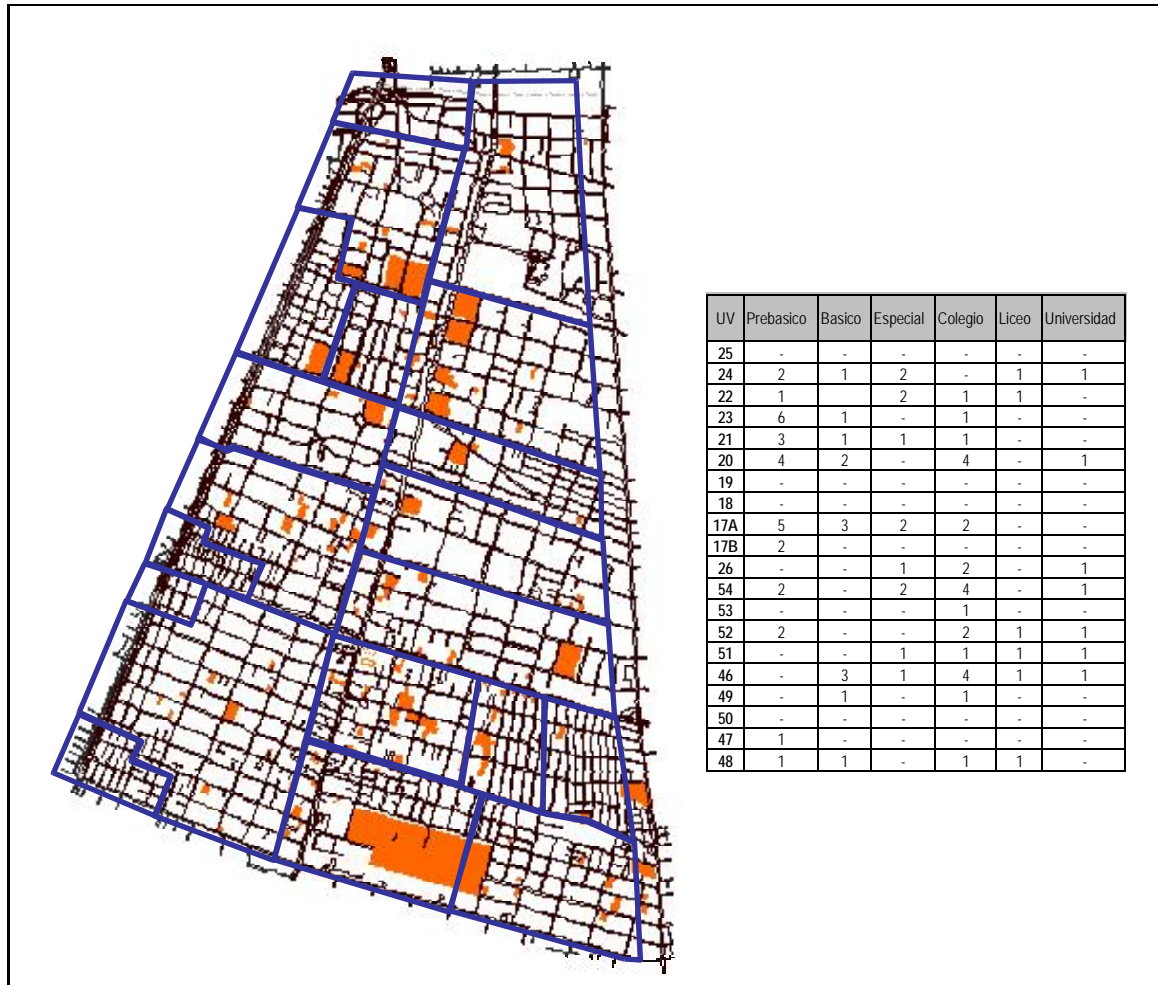 UV Prebasico Basico Especial Colegio Liceo Universidad
25 - - - - - -
24 2 1 2 - 1 1
22 1 2 1 1 -
23 6 1 - 1 - -
21 3 1 1 1 - -
20 4 2 - 4 - 1
19 - - - - - -
18 - - - - - -
17A 5 3 2 2 - -
17B 2 - - - - -
26 - - 1 2 - 1
54 2 - 2 4 - 1
53 - - - 1 - -
52 2 - - 2 1 1
51 - - 1 1 1 1
46 - 3 1 4 1 1
49 - 1 - 1 - -
50 - - - - - -
47 1 - - - - -
48 1 1 - 1 1 -